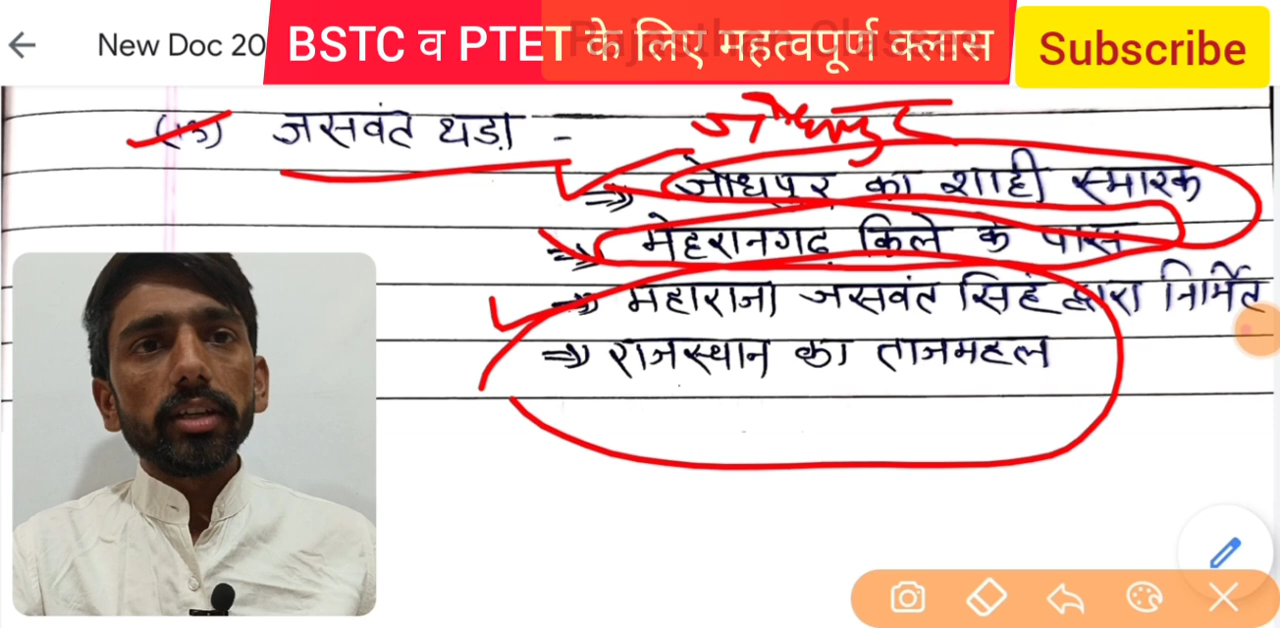 New Doc 20
BSTC व PTET के लिए महत्वपूर्ण क्लास
Subscribe
जसवंत थडा -
जोधपुर
⇒ जोधपुर का शाही स्मारक
⇒ मेहरानगढ़ किले के पास
⇒ महाराजा जसवंत सिहं द्वारा निर्मित
⇒ राजस्थान का ताजमहल